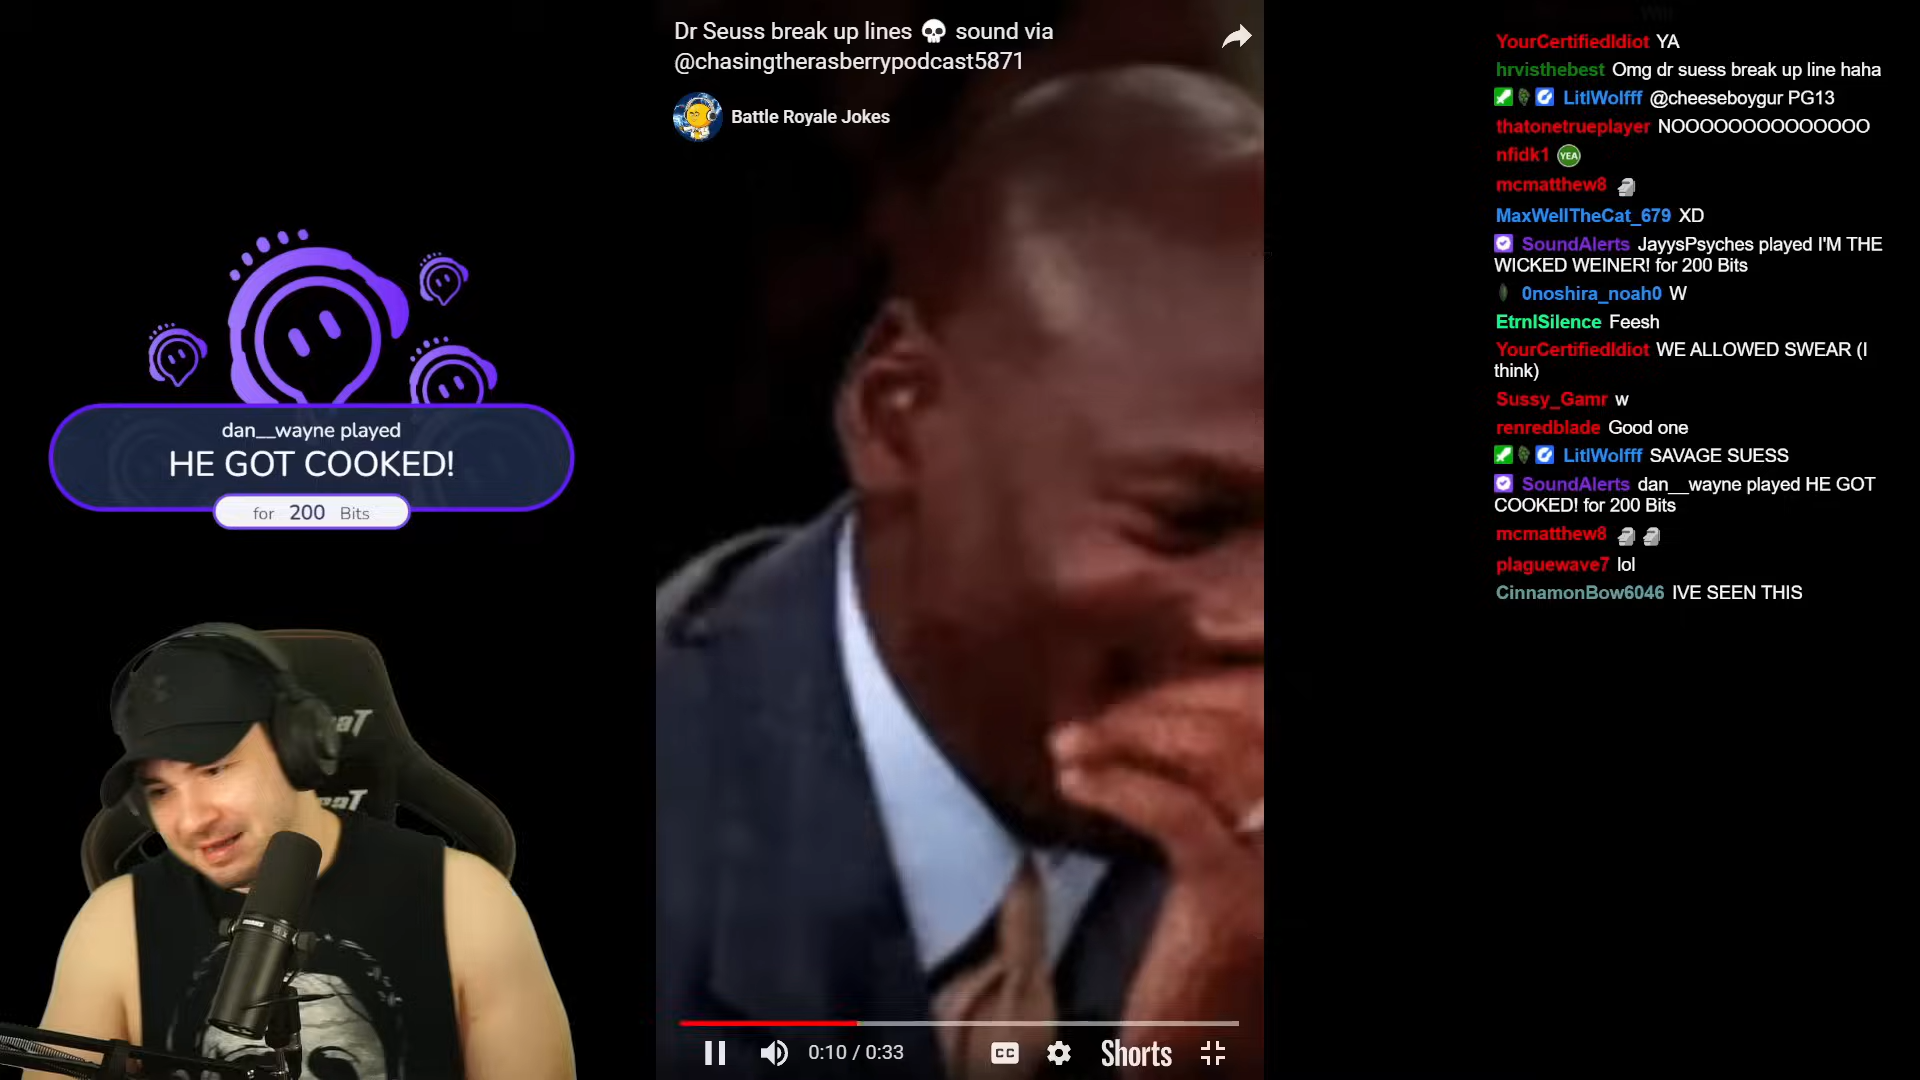 Dr Seuss break up lines 💀 sound via
@chasingtherasberrypodcast5871
Battle Royale Jokes
dan__wayne played
HE GOT COOKED!
for 200 Bits
0:10 / 0:33
CC
Shorts
YourCertifiedIdiot YA
hrvisthebest Omg dr suess break up line haha
LitlWolfff @cheeseboygur PG13
thatonetrueplayer NOOOOOOOOOOOOOO
nfidk1 YEA
mcmatthew8
MaxWellTheCat_679 XD
SoundAlerts JayysPsyches played I'M THE
WICKED WEINER! for 200 Bits
0noshira_noah0 W
EtrnlSilence Feesh
YourCertifiedIdiot WE ALLOWED SWEAR (I
think)
Sussy_Gamr w
renredblade Good one
LitlWolfff SAVAGE SUESS
SoundAlerts dan__wayne played HE GOT
COOKED! for 200 Bits
mcmatthew8
plaguewave7 lol
CinnamonBow6046 IVE SEEN THIS